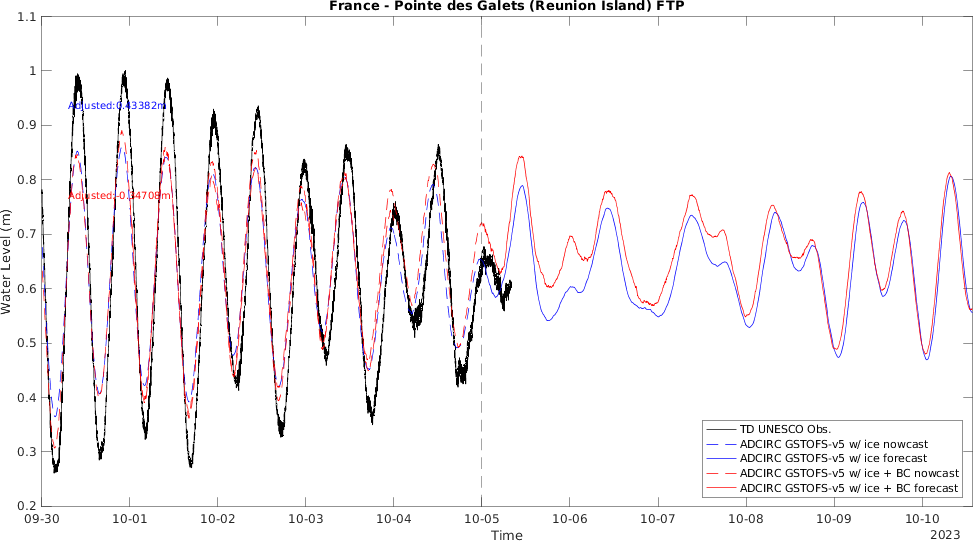 France - Pointe des Galets (Reunion Island) FTP
1.1
1
0.9
0.8
0.7
0.6
0.5
0.4
0.3
0.2
Water Level (m)
Adjusted:0.43382m
TD UNESCO Obs.
ADCIRC GSTOFS-v5 w/ ice nowcast
ADCIRC GSTOFS-v5 w/ ice forecast
ADCIRC GSTOFS-v5 w/ ice + BC nowcast
ADCIRC GSTOFS-v5 w/ ice + BC forecast
09-30 10-01 10-02 10-03 10-04 10-05 10-06 10-07 10-08 10-09 10-10
Time
2023